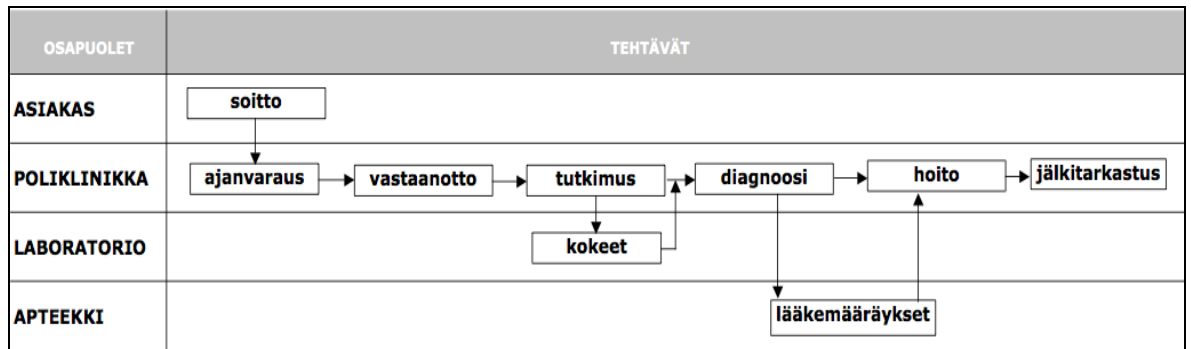 OSAPUOLET TEHTÄVÄT
ASIAKAS soitto
POLIKLINIKKA ajanvaraus vastaanotto tutkimus diagnoosi hoito jälkitarkastus
LABORATORIO kokeet
APTEEKKI lääkemääräykset